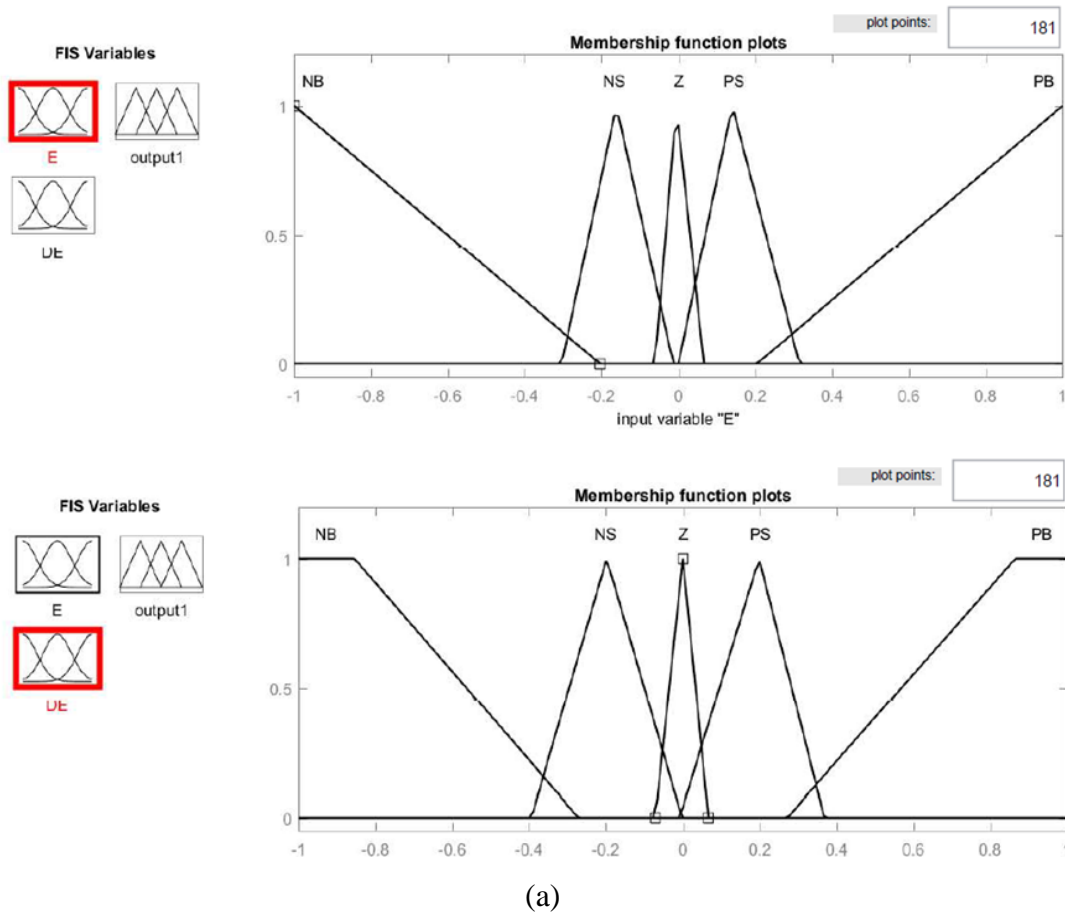 plot points: 181
FIS Variables
Membership function plots
NB NS Z PS PB
1
E output1
0.5
DE
0
-1 -0.8 -0.6 -0.4 -0.2 0 0.2 0.4 0.6 0.8 1
input variable "E"
plot points: 181
FIS Variables
Membership function plots
NB NS Z PS PB
1
E output1
0.5
DE
0
-1 -0.8 -0.6 -0.4 -0.2 0 0.2 0.4 0.6 0.8 1
(a)